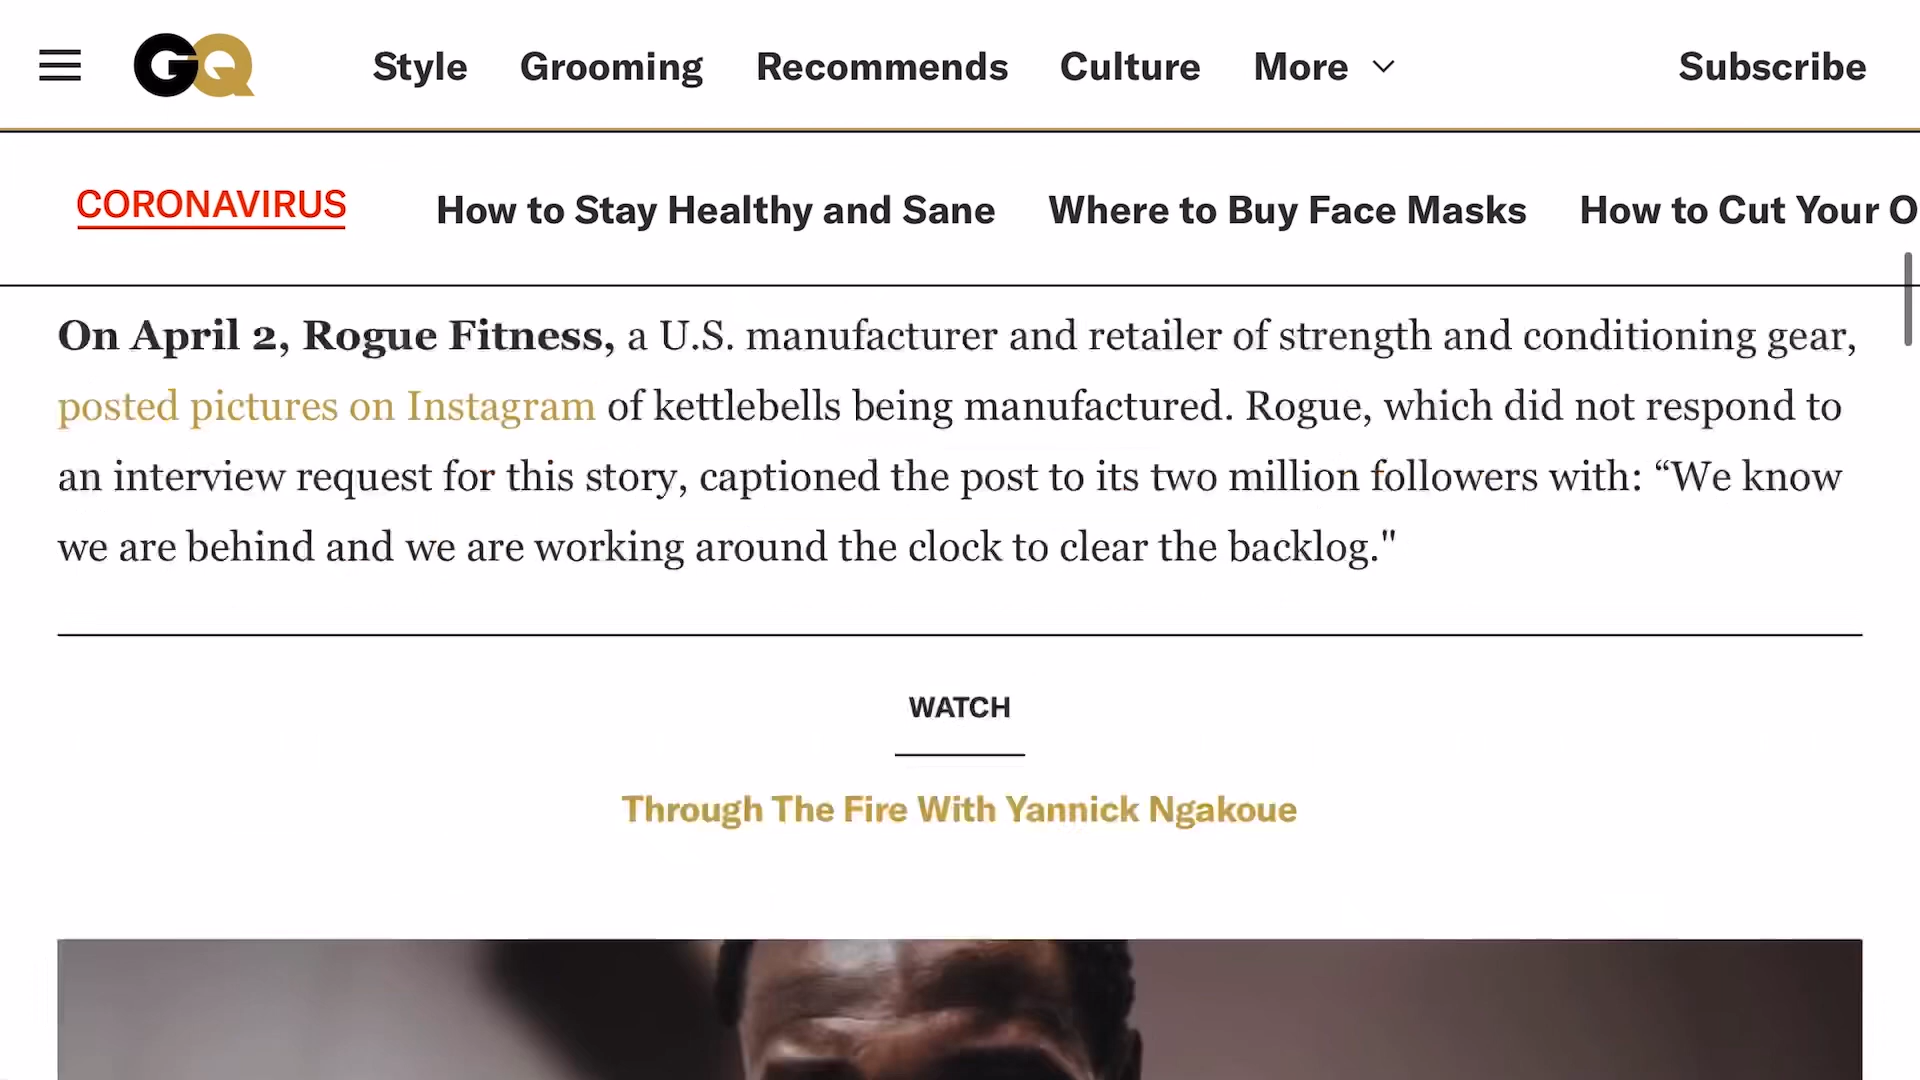 GQ Style Grooming Recommends Culture More Subscribe
CORONAVIRUS How to Stay Healthy and Sane Where to Buy Face Masks How to Cut Your O
On April 2, Rogue Fitness, a U.S. manufacturer and retailer of strength and conditioning gear,
posted pictures on Instagram of kettlebells being manufactured. Rogue, which did not respond to
an interview request for this story, captioned the post to its two million followers with: “We know
we are behind and we are working around the clock to clear the backlog."
WATCH
Through The Fire With Yannick Ngakoue